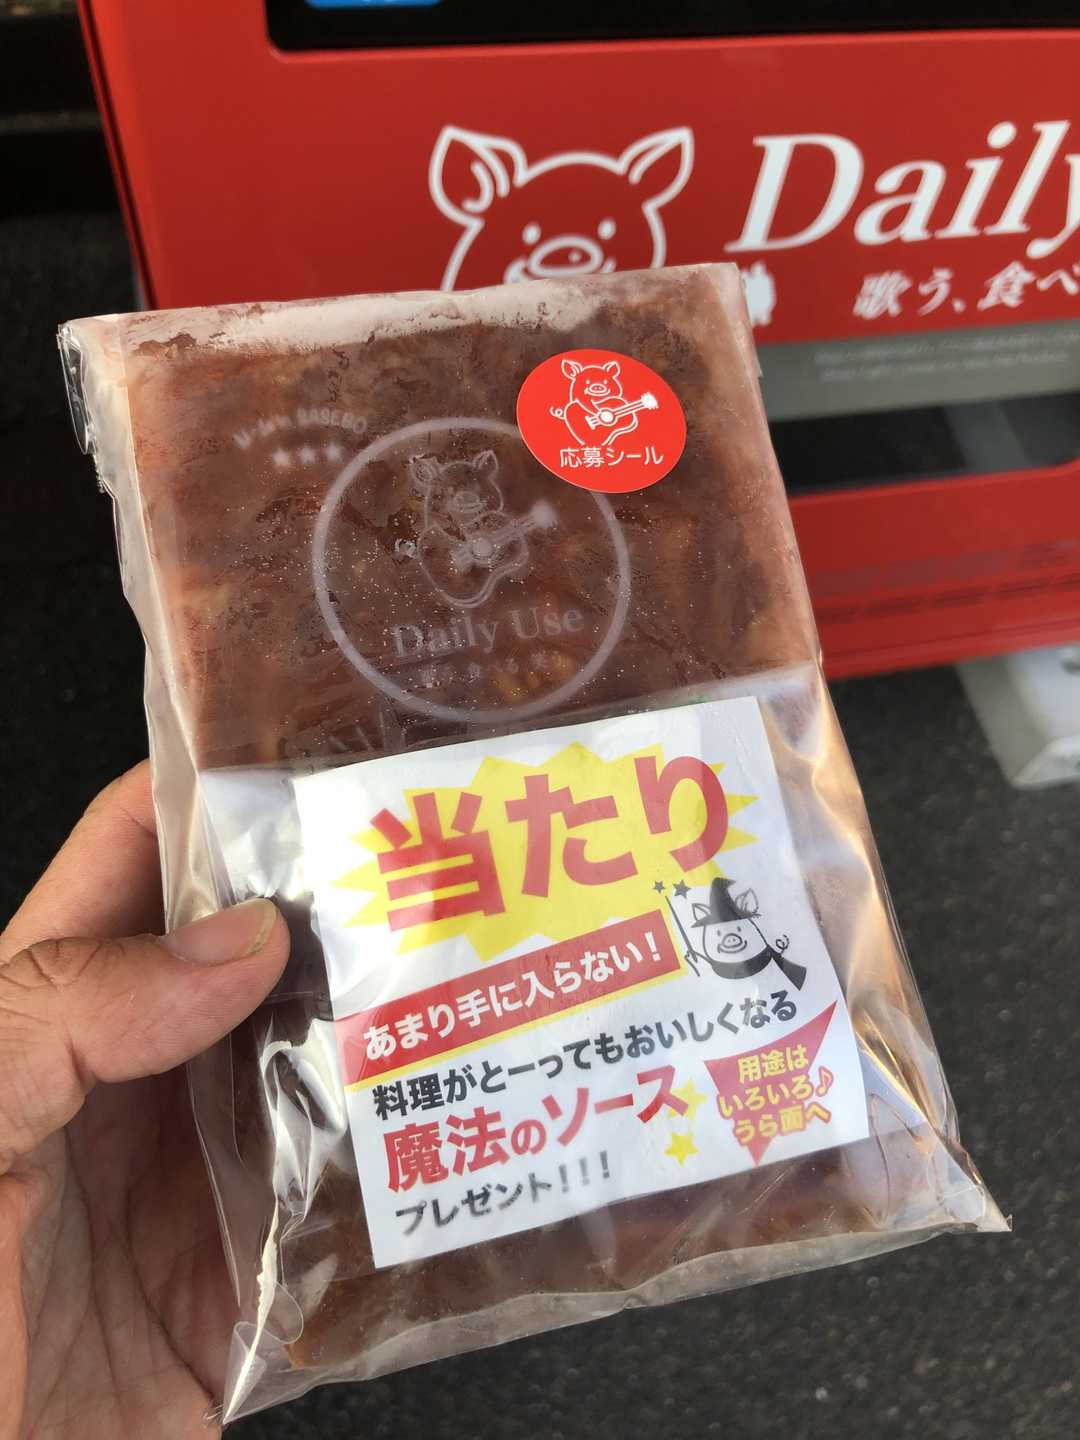 Daily
歌う、食べ
応募シール
BASEBO
Daily Use
当たり
あまり手に入らない!
料理がとーってもおいしくなる
魔法のソース
プレゼント!!!
用途は
いろいろ♪
うら面へ